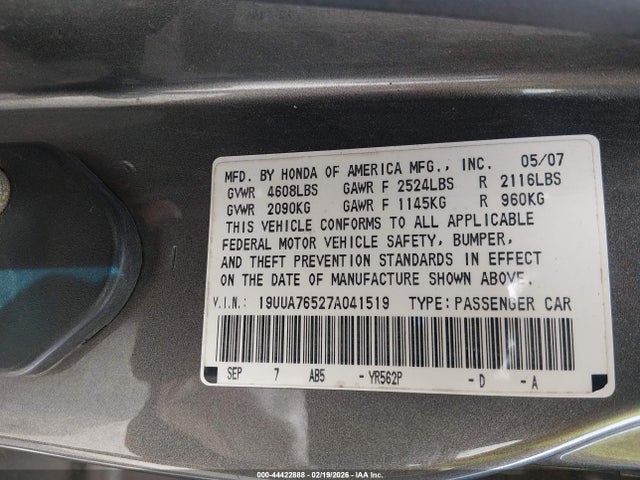 MFD. BY HONDA OF AMERICA MFG., INC. 05/07
GVWR 4608LBS GAWR F 2524LBS R 2116LBS
GVWR 2090KG GAWR F 1145KG R 960KG
THIS VEHICLE CONFORMS TO ALL APPLICABLE
FEDERAL MOTOR VEHICLE SAFETY, BUMPER,
AND THEFT PREVENTION STANDARDS IN EFFECT
ON THE DATE OF MANUFACTURE SHOWN ABOVE.
V.I.N.: 19UUA76527A041519 TYPE: PASSENGER CAR
SEP 7 AB5 - YR562P - D - A
000-44422888 - 02/19/2026 - IAA Inc.